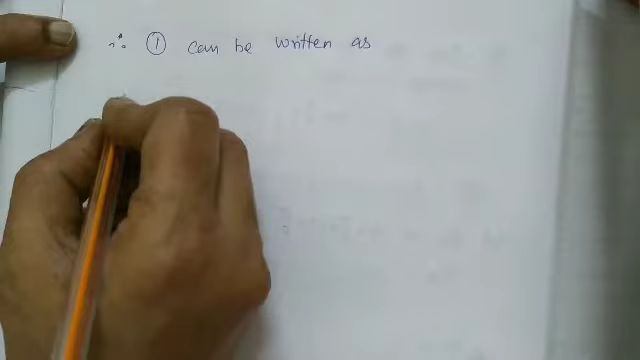 ∴ ① can be written as